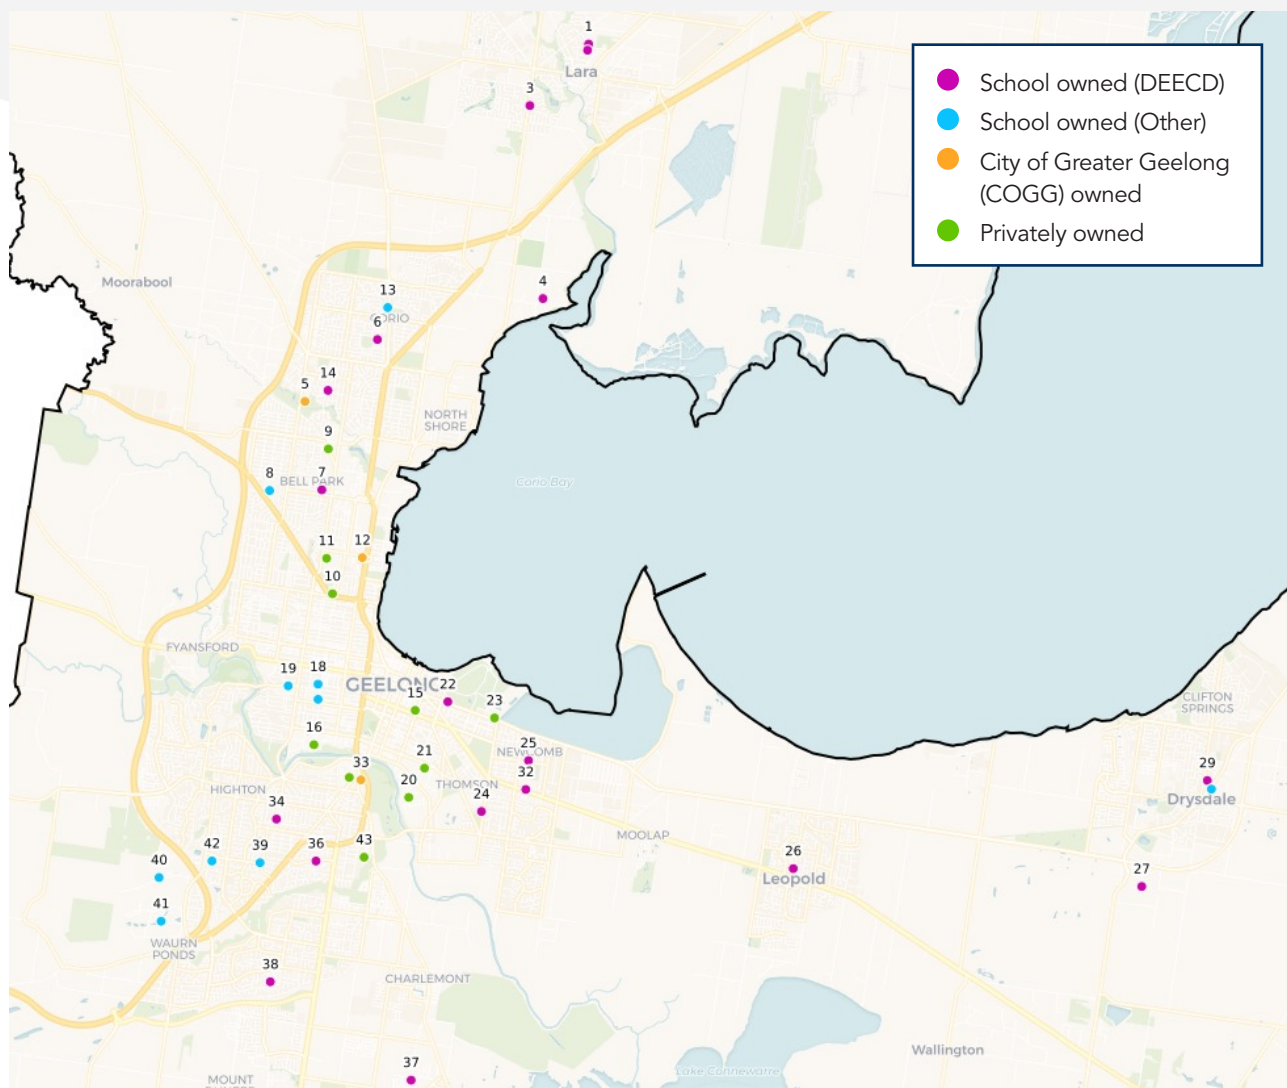 1
Lara
3
School owned (DEECD)
School owned (Other)
City of Greater Geelong
(COGG) owned
Privately owned
Moorabool
4
13
CORIO
6
5
14
NORTH
SHORE
9
8
7
BELL PARK
Corio Bay
11
12
10
FYANSFORD
19
18
GEELONG
22
15
23
CLIFTON
SPRINGS
16
21
25
NEWCOMB
33
20
THOMSON
32
24
29
Drysdale
HIGHTON
34
MOOLAP
42
39
36
43
40
26
Leopold
27
41
WAURN
PONDS
38
CHARLEMONT
37
Wallington
Lake Connewarre
MOUNT